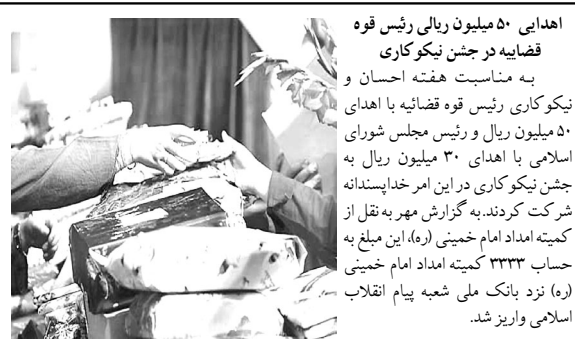 اهدایی ۵۰ میلیون ریالی رئیس قوه
قضاییه در جشن نیکوکاری
به مناسبت هفته احسان و
نیکوکاری رئیس قوه قضائیه با اهدای
۵۰ میلیون ریال و رئیس مجلس شورای
اسلامی با اهدای ۳۰ میلیون ریال به
جشن نیکوکاری در این امر خداپسندانه
شرکت کردند.به گزارش مهر به نقل از
کمیته امداد امام خمینی (ره)، این مبلغ به
حساب ۳۳۳۳ کمیته امداد امام خمینی
(ره) نزد بانک ملی شعبه پیام انقلاب
اسلامی واریز شد.